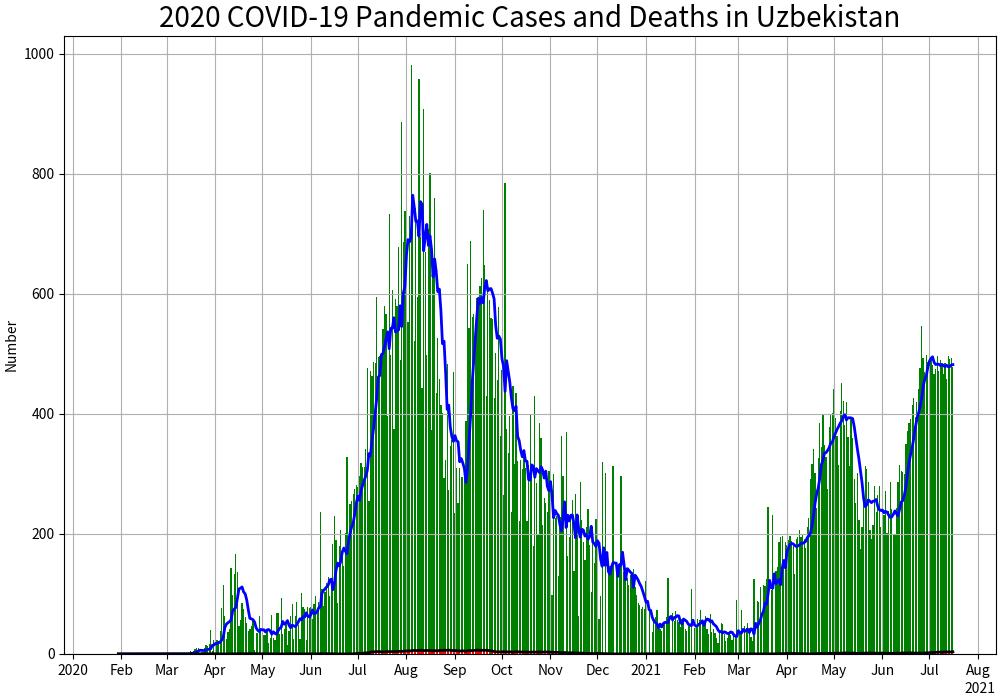 2020 COVID-19 Pandemic Cases and Deaths in Uzbekistan
1000
800
600
400
200
0
Number
2020 Feb Mar Apr May Jun Jul Aug Sep Oct Nov Dec 2021 Feb Mar Apr May Jun Jul Aug
2021